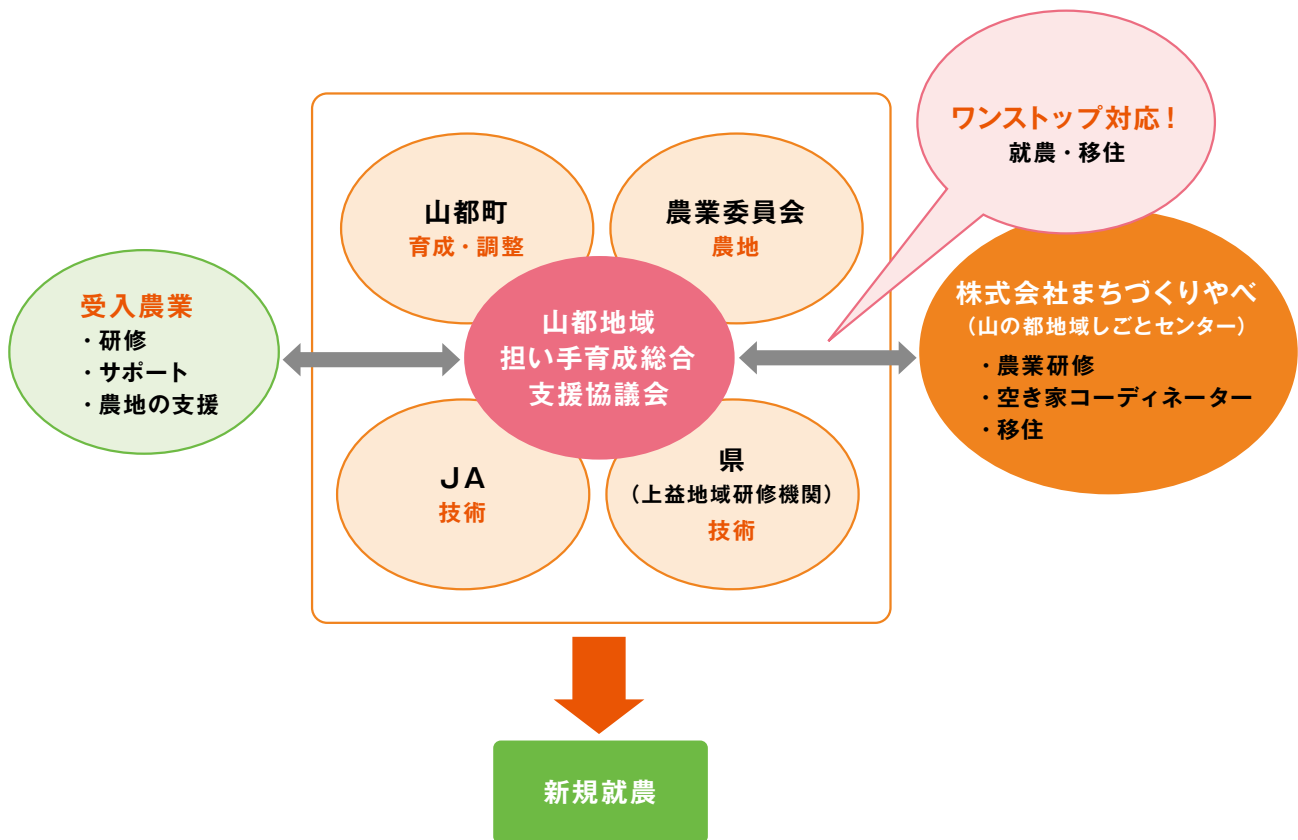 ワンストップ対応!
就農・移住
山都町
育成・調整
農業委員会
農地
受入農業
・研修
・サポート
・農地の支援
山都地域
担い手育成総合
支援協議会
株式会社まちづくりやべ
(山の都地域しごとセンター)
・農業研修
・空き家コーディネーター
・移住
JA
技術
県
(上益地域研修機関)
技術
新規就農